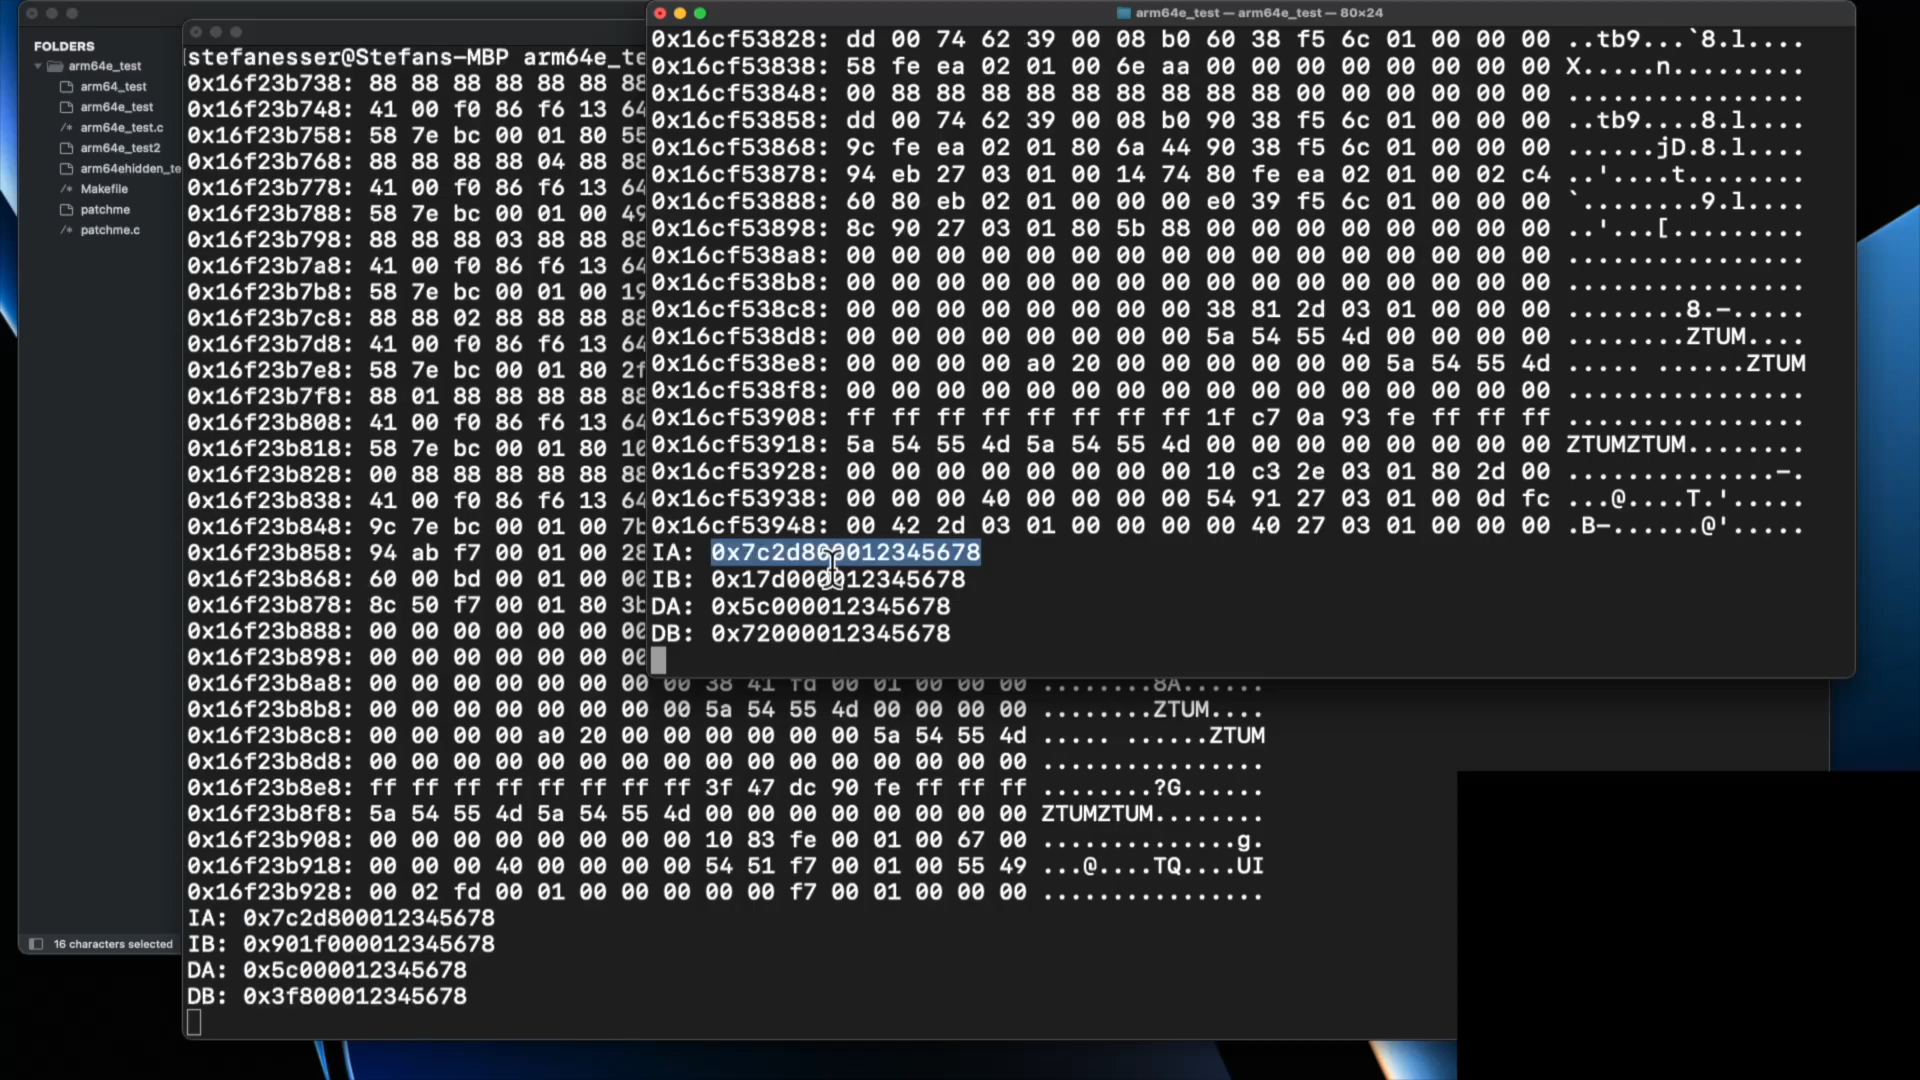 FOLDERS
arm64e_test
arm64_test
arm64e_test
/* arm64e_test.c
arm64e_test2
arm64ehidden_te
/* Makefile
patchme
/* patchme.c
16 characters selected
stefanesser@Stefans-MBP arm64e_te
0x16f23b738: 88 88 88 88 88 88 88 88
0x16f23b748: 41 00 f0 86 f6 13 64
0x16f23b758: 58 7e bc 00 01 80 55
0x16f23b768: 88 88 88 88 04 88 88
0x16f23b778: 41 00 f0 86 f6 13 64
0x16f23b788: 58 7e bc 00 01 00 49
0x16f23b798: 88 88 88 03 88 88 88
0x16f23b7a8: 41 00 f0 86 f6 13 64
0x16f23b7b8: 58 7e bc 00 01 00 19
0x16f23b7c8: 88 88 02 88 88 88 88
0x16f23b7d8: 41 00 f0 86 f6 13 64
0x16f23b7e8: 58 7e bc 00 01 80 2f
0x16f23b7f8: 88 01 88 88 88 88 88
0x16f23b808: 41 00 f0 86 f6 13 64
0x16f23b818: 58 7e bc 00 01 80 10
0x16f23b828: 00 88 88 88 88 88 88
0x16f23b838: 41 00 f0 86 f6 13 64
0x16f23b848: 9c 7e bc 00 01 00 7b
0x16f23b858: 94 ab f7 00 01 00 28
0x16f23b868: 60 00 bd 00 01 00 00
0x16f23b878: 8c 50 f7 00 01 80 3b
0x16f23b888: 00 00 00 00 00 00 00
0x16f23b898: 00 00 00 00 00 00 00
0x16f23b8a8: 00 00 00 00 00 00 00 00 38 41 fd 00 01 00 00 00 ........8A......
0x16f23b8b8: 00 00 00 00 00 00 00 00 5a 54 55 4d 00 00 00 00 ........ZTUM....
0x16f23b8c8: 00 00 00 00 a0 20 00 00 00 00 00 00 5a 54 55 4d ..... ......ZTUM
0x16f23b8d8: 00 00 00 00 00 00 00 00 00 00 00 00 00 00 00 00 ................
0x16f23b8e8: ff ff ff ff ff ff ff ff 3f 47 dc 90 fe ff ff ff ........?G......
0x16f23b8f8: 5a 54 55 4d 5a 54 55 4d 00 00 00 00 00 00 00 00 ZTUMZTUM........
0x16f23b908: 00 00 00 00 00 00 00 00 10 83 fe 00 01 00 67 00 ..............g.
0x16f23b918: 00 00 00 40 00 00 00 00 54 51 f7 00 01 00 55 49 ...@....TQ....UI
0x16f23b928: 00 02 fd 00 01 00 00 00 00 00 f7 00 01 00 00 00 ................
IA: 0x7c2d800012345678
IB: 0x901f000012345678
DA: 0x5c000012345678
DB: 0x3f800012345678
arm64e_test — arm64e_test — 80×24
0x16cf53828: dd 00 74 62 39 00 08 b0 60 38 f5 6c 01 00 00 00 ..tb9...`8.l....
0x16cf53838: 58 fe ea 02 01 00 6e aa 00 00 00 00 00 00 00 00 X.....n.........
0x16cf53848: 00 88 88 88 88 88 88 88 88 88 00 00 00 00 00 00 ................
0x16cf53858: dd 00 74 62 39 00 08 b0 90 38 f5 6c 01 00 00 00 ..tb9....8.l....
0x16cf53868: 9c fe ea 02 01 80 6a 44 90 38 f5 6c 01 00 00 00 ......jD.8.l....
0x16cf53878: 94 eb 27 03 01 00 14 74 80 fe ea 02 01 00 02 c4 ..'....t........
0x16cf53888: 60 80 eb 02 01 00 00 00 e0 39 f5 6c 01 00 00 00 `........9.l....
0x16cf53898: 8c 90 27 03 01 80 5b 88 00 00 00 00 00 00 00 00 ..'...[.........
0x16cf538a8: 00 00 00 00 00 00 00 00 00 00 00 00 00 00 00 00 ................
0x16cf538b8: 00 00 00 00 00 00 00 00 00 00 00 00 00 00 00 00 ................
0x16cf538c8: 00 00 00 00 00 00 00 00 38 81 2d 03 01 00 00 00 ........8.-.....
0x16cf538d8: 00 00 00 00 00 00 00 00 5a 54 55 4d 00 00 00 00 ........ZTUM....
0x16cf538e8: 00 00 00 00 a0 20 00 00 00 00 00 00 5a 54 55 4d ..... ......ZTUM
0x16cf538f8: 00 00 00 00 00 00 00 00 00 00 00 00 00 00 00 00 ................
0x16cf53908: ff ff ff ff ff ff ff ff 1f c7 0a 93 fe ff ff ff ................
0x16cf53918: 5a 54 55 4d 5a 54 55 4d 00 00 00 00 00 00 00 00 ZTUMZTUM........
0x16cf53928: 00 00 00 00 00 00 00 00 10 c3 2e 03 01 80 2d 00 ..............-.
0x16cf53938: 00 00 00 40 00 00 00 00 54 91 27 03 01 00 0d fc ...@....T.'.....
0x16cf53948: 00 42 2d 03 01 00 00 00 00 40 27 03 01 00 00 00 .B-......@'.....
IA: 0x7c2d800012345678
IB: 0x17d000012345678
DA: 0x5c000012345678
DB: 0x72000012345678